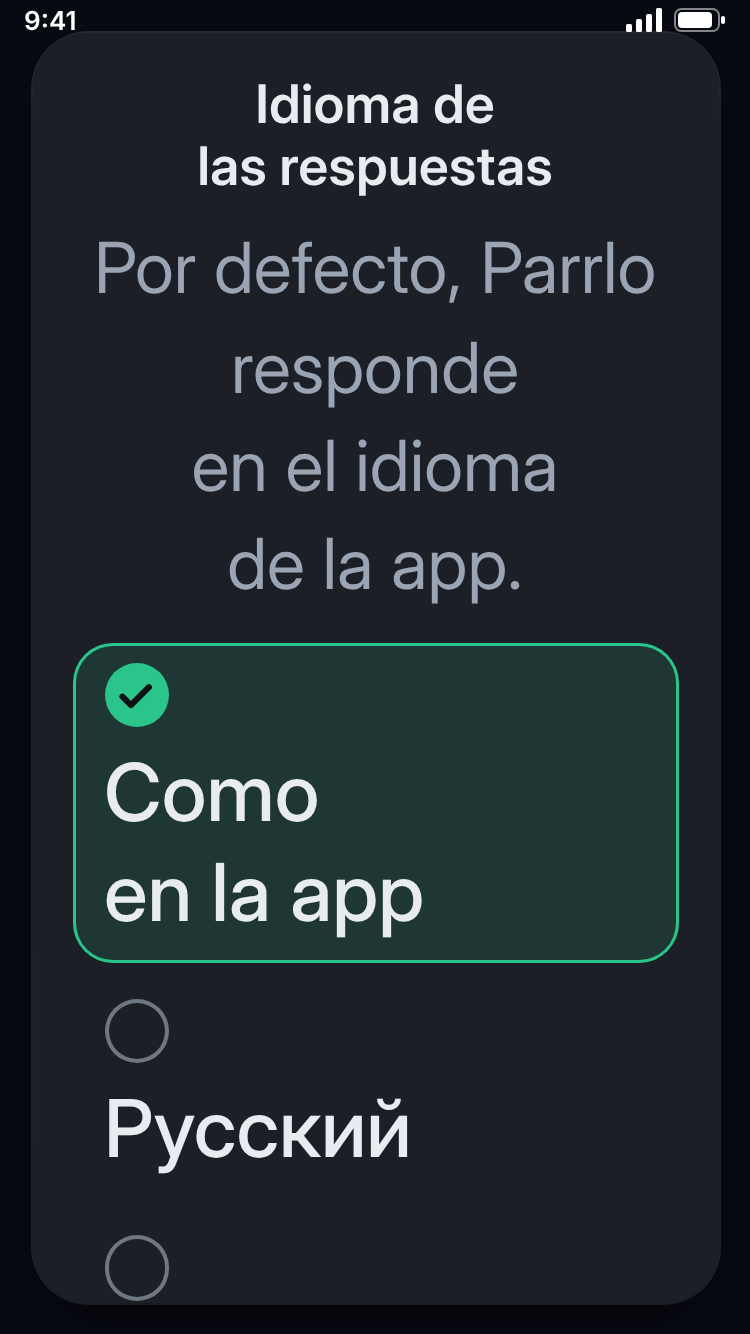 9:41
Idioma de
las respuestas
Por defecto, Parrlo
responde
en el idioma
de la app.
Como
en la app
Русский